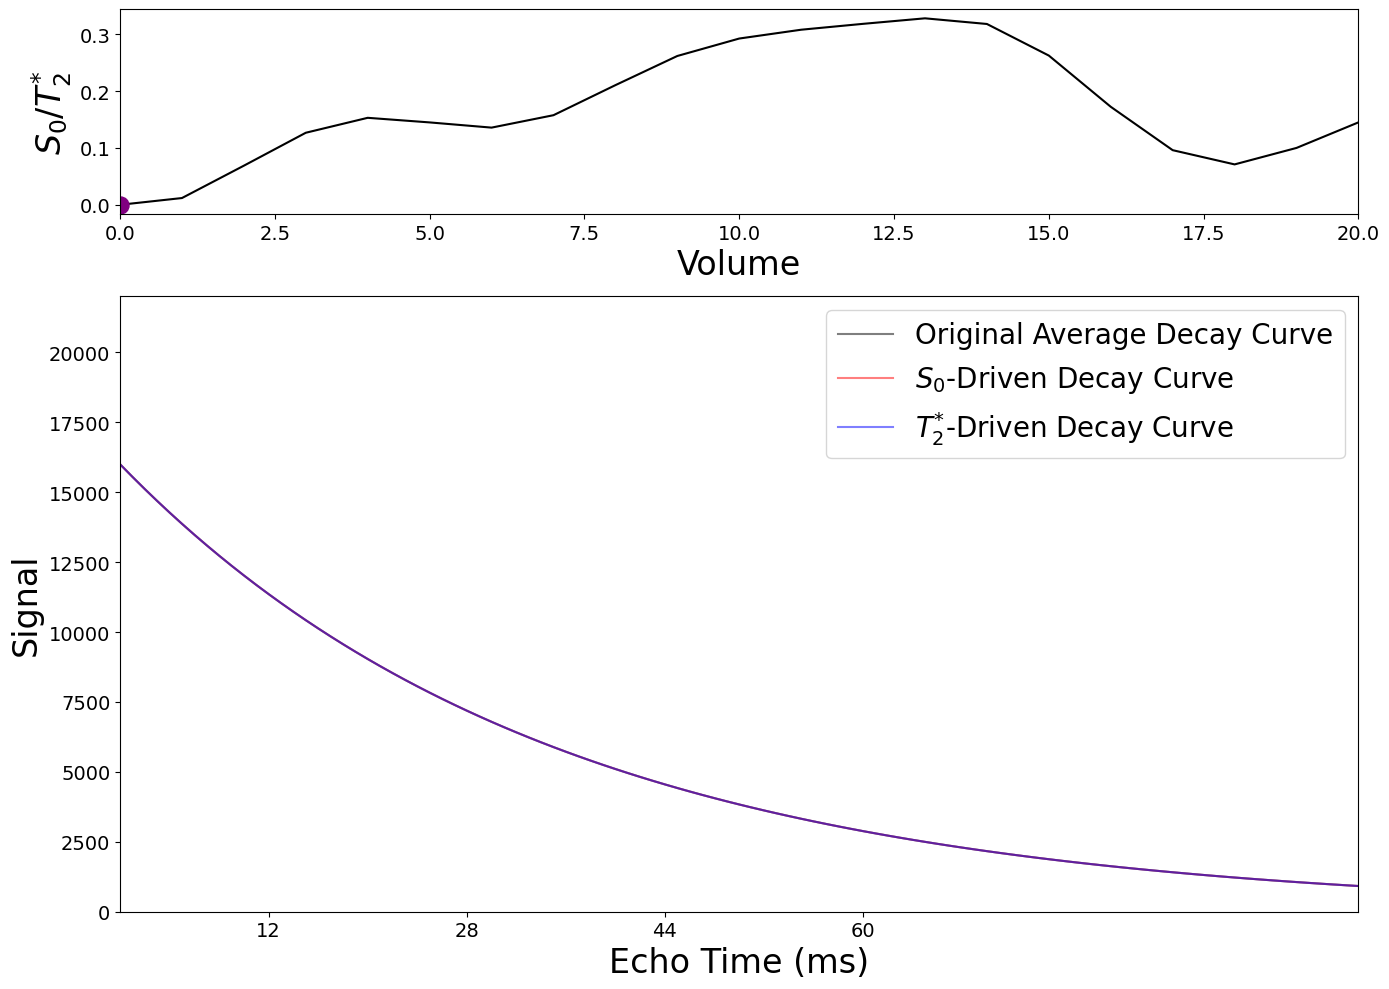 S₀/T₂*
0.3
0.2
0.1
0.0
0.0 2.5 5.0 7.5 10.0 12.5 15.0 17.5 20.0
Volume
Original Average Decay Curve
S₀-Driven Decay Curve
T₂*-Driven Decay Curve
Signal
20000
17500
15000
12500
10000
7500
5000
2500
0
12 28 44 60
Echo Time (ms)